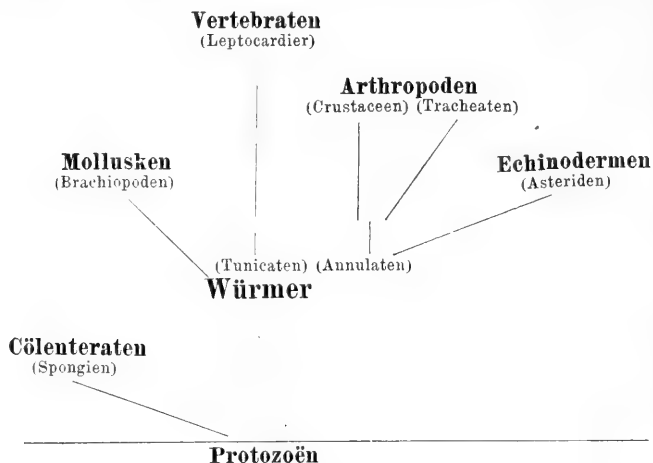 Vertebraten
(Leptocardier)
Arthropoden
(Crustaceen) (Tracheaten)
Mollusken
(Brachiopoden)
Echinodermen
(Asteriden)
(Tunicaten) (Annulaten)
Würmer
Cölenteraten
(Spongien)
Protozoën